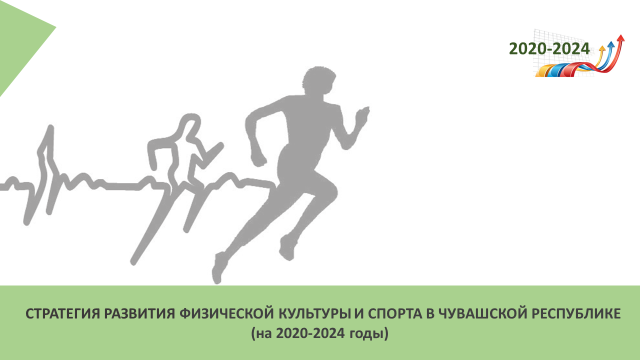 2020-2024
СТРАТЕГИЯ РАЗВИТИЯ ФИЗИЧЕСКОЙ КУЛЬТУРЫ И СПОРТА В ЧУВАШСКОЙ РЕСПУБЛИКЕ
(на 2020-2024 годы)